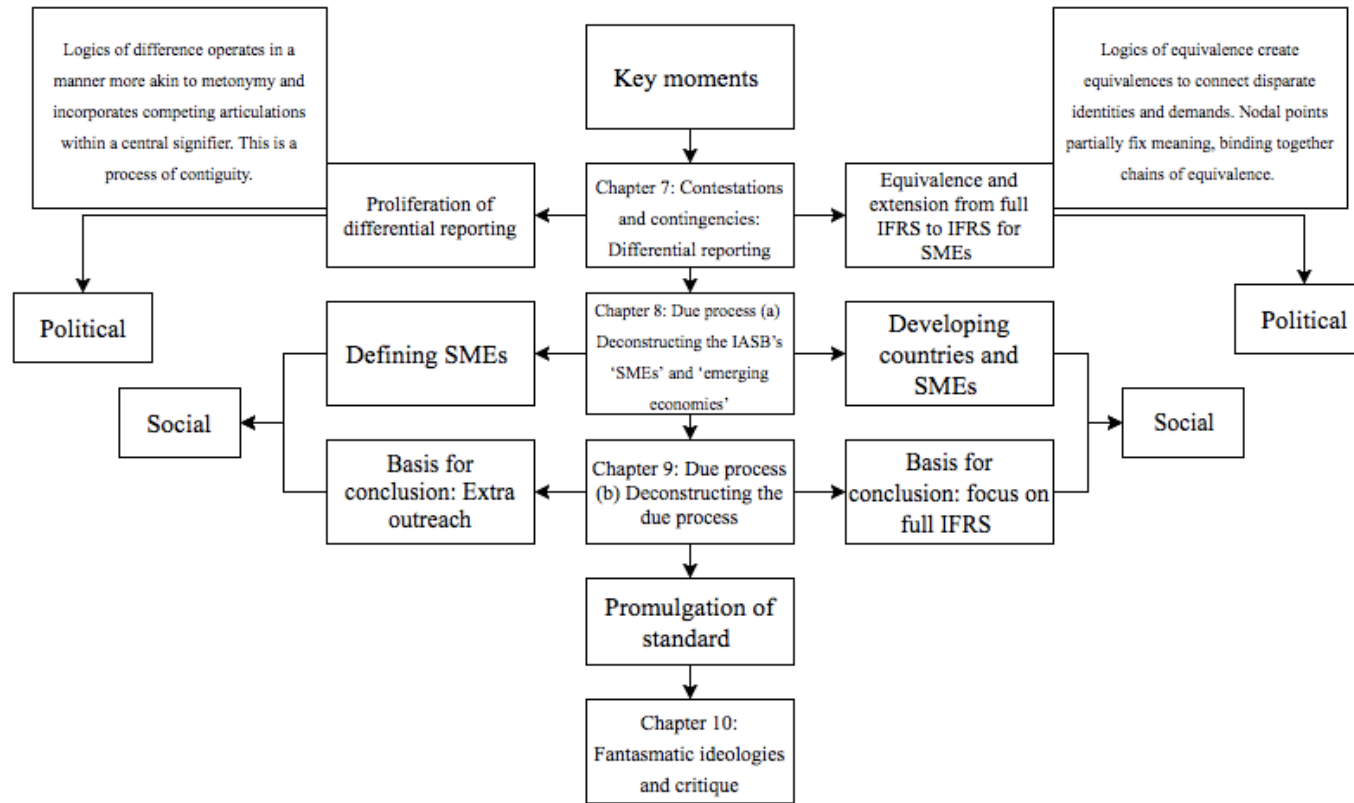 Logics of difference operates in a
manner more akin to metonymy and
incorporates competing articulations
within a central signifier. This is a
process of contiguity.
Key moments
Logics of equivalence create
equivalences to connect disparate
identities and demands. Nodal points
partially fix meaning, binding together
chains of equivalence.
Proliferation of
differential reporting
Chapter 7: Contestations
and contingencies:
Differential reporting
Equivalence and
extension from full
IFRS to IFRS for
SMEs
Political
Political
Defining SMEs
Chapter 8: Due process (a)
Deconstructing the IASB’s
‘SMEs’ and ‘emerging
economies’
Developing
countries and
SMEs
Social
Social
Basis for
conclusion: Extra
outreach
Chapter 9: Due process
(b) Deconstructing the
due process
Basis for
conclusion: focus on
full IFRS
Promulgation of
standard
Chapter 10:
Fantasmatic ideologies
and critique